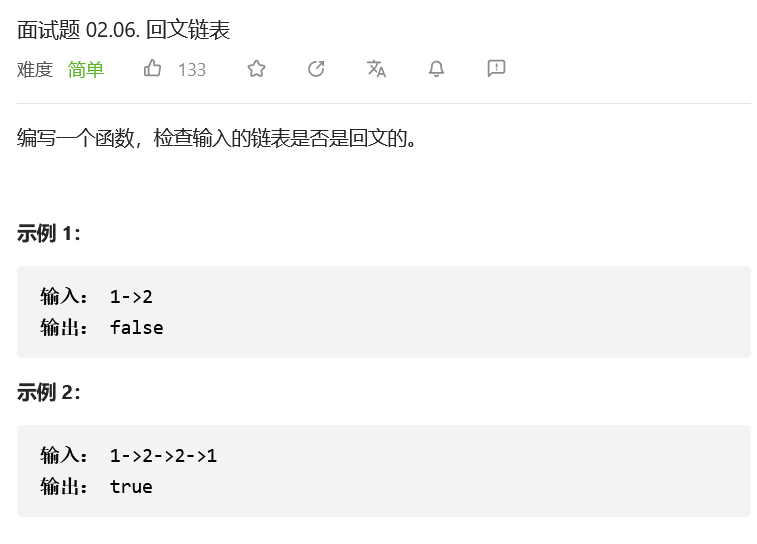 面试题 02.06. 回文链表
难度 简单 133
编写一个函数，检查输入的链表是否是回文的。
示例 1：
输入： 1->2
输出： false
示例 2：
输入： 1->2->2->1
输出： true